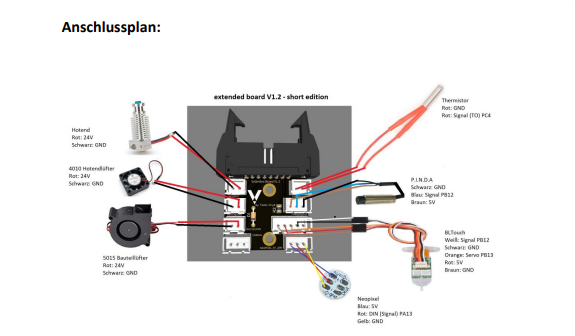 Anschlussplan:
extended board V1.2 - short edition
Hotend
Rot: 24V
Schwarz: GND
4010 Hotendlüfter
Rot: 24V
Schwarz: GND
5015 Bauteillüfter
Rot: 24V
Schwarz: GND
Thermistor
Rot: GND
Rot: Signal (TO) PC4
P.I.N.D.A
Schwarz: GND
Blau: Signal PB12
Braun: 5V
BLTouch
Weiß: Signal PB12
Schwarz: GND
Orange: Servo PB13
Rot: 5V
Braun: GND
Neopixel
Blau: 5V
Rot: DIN (Signal) PA13
Gelb: GND